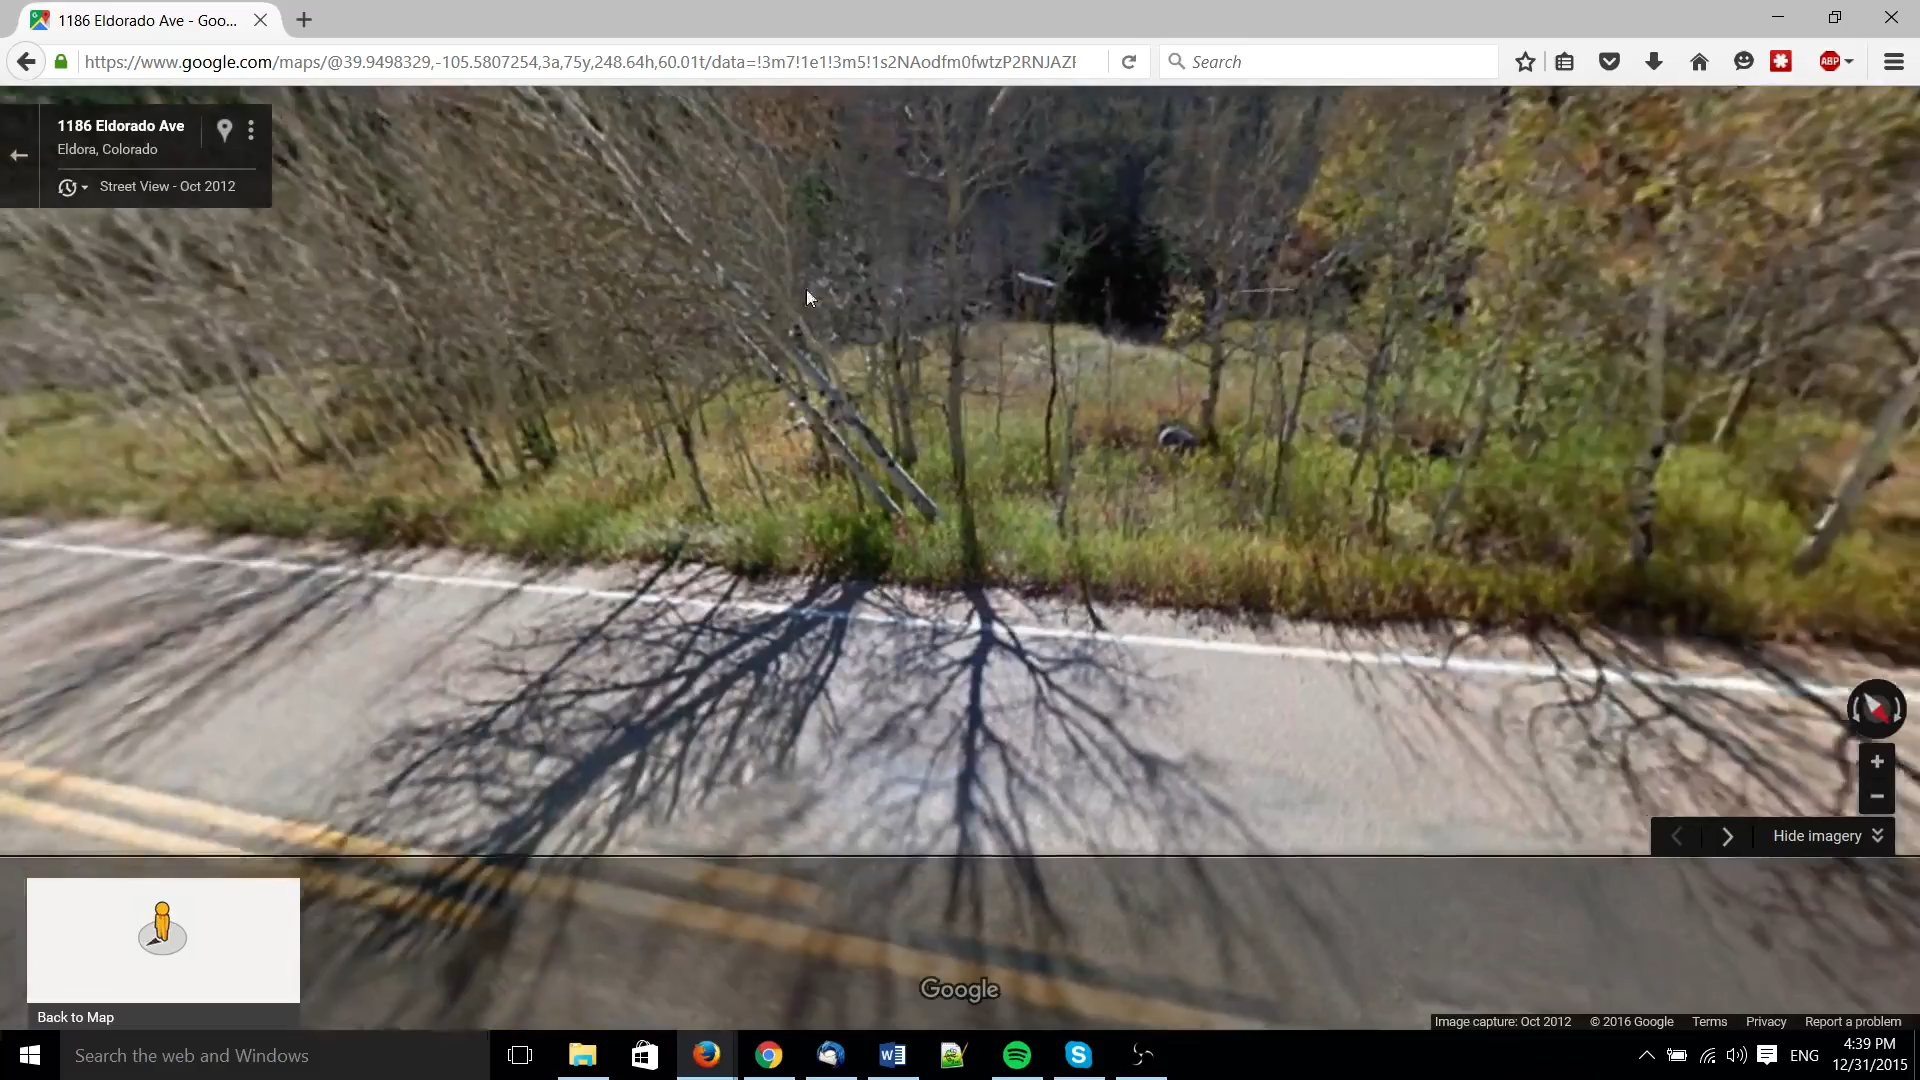 1186 Eldorado Ave - Goo...
https://www.google.com/maps/@39.9498329,-105.5807254,3a,75y,248.64h,60.01t/data=!3m7!1e1!3m5!1s2NAodfm0fwtzP2RNJAZF
Search
ABP
1186 Eldorado Ave
Eldora, Colorado
Street View - Oct 2012
Hide imagery
Google
Back to Map
Image capture: Oct 2012 © 2016 Google Terms Privacy Report a problem
Search the web and Windows
ENG
4:39 PM
12/31/2015